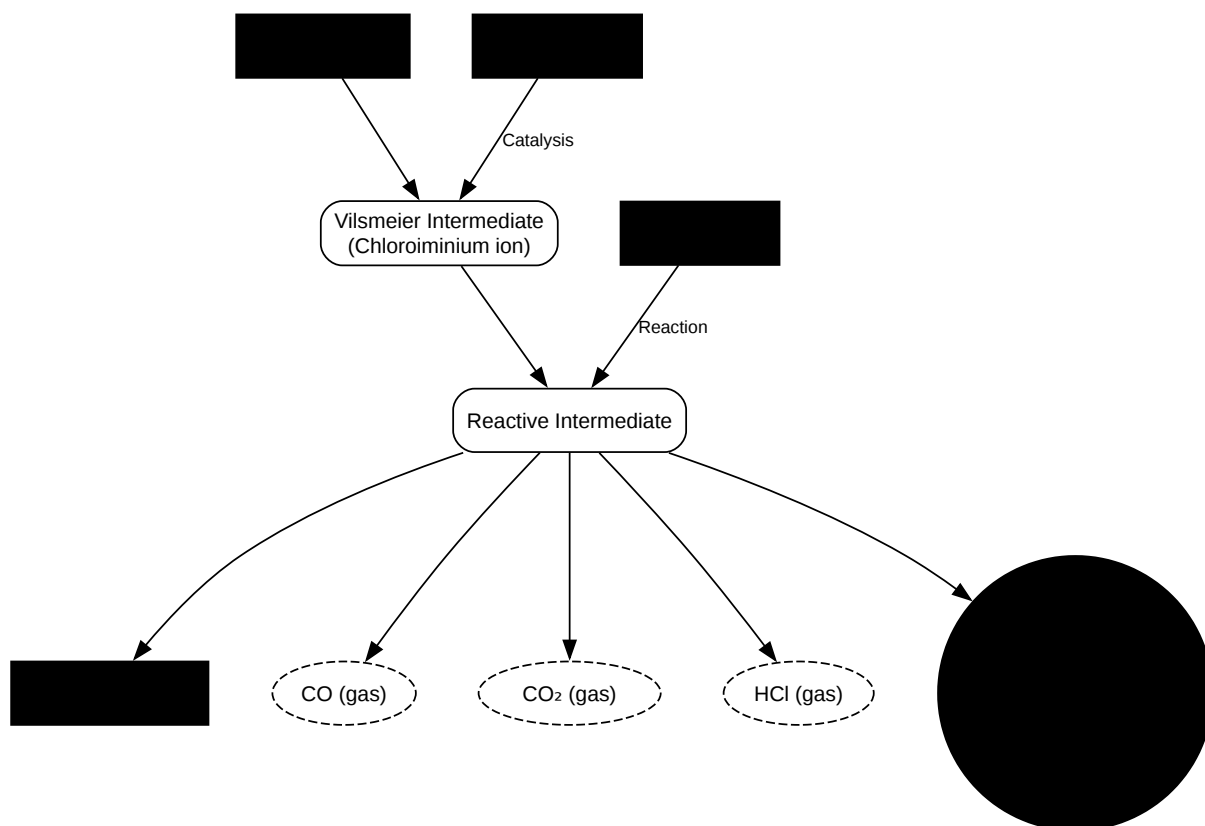 Catalysis
Vilsmeier Intermediate
(Chloroiminium ion)
Reaction
Reactive Intermediate
CO (gas)
CO₂ (gas)
HCl (gas)